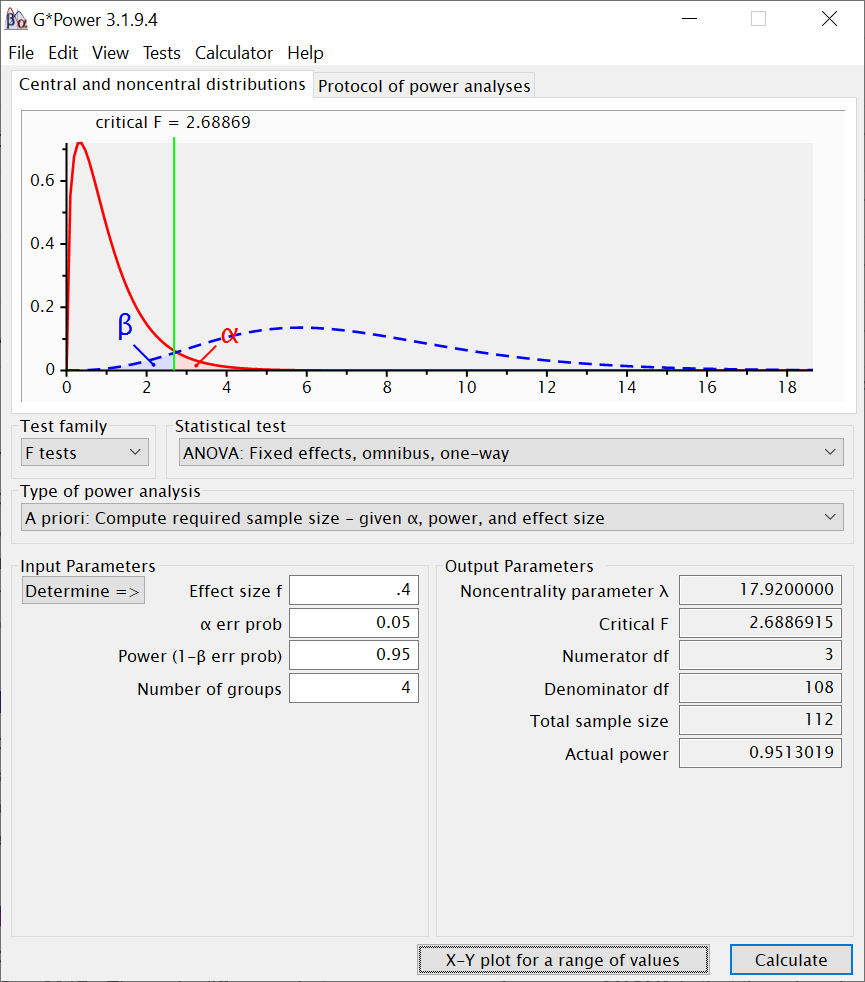 G*Power 3.1.9.4
File Edit View Tests Calculator Help
Central and noncentral distributions Protocol of power analyses
critical F = 2.68869
0.6
0.4
0.2
0
β
α
0 2 4 6 8 10 12 14 16 18
Test family Statistical test
F tests ANOVA: Fixed effects, omnibus, one-way
Type of power analysis
A priori: Compute required sample size - given α, power, and effect size
Input Parameters
Determine => Effect size f .4
α err prob 0.05
Power (1-β err prob) 0.95
Number of groups 4
Output Parameters
Noncentrality parameter λ 17.9200000
Critical F 2.6886915
Numerator df 3
Denominator df 108
Total sample size 112
Actual power 0.9513019
X-Y plot for a range of values Calculate